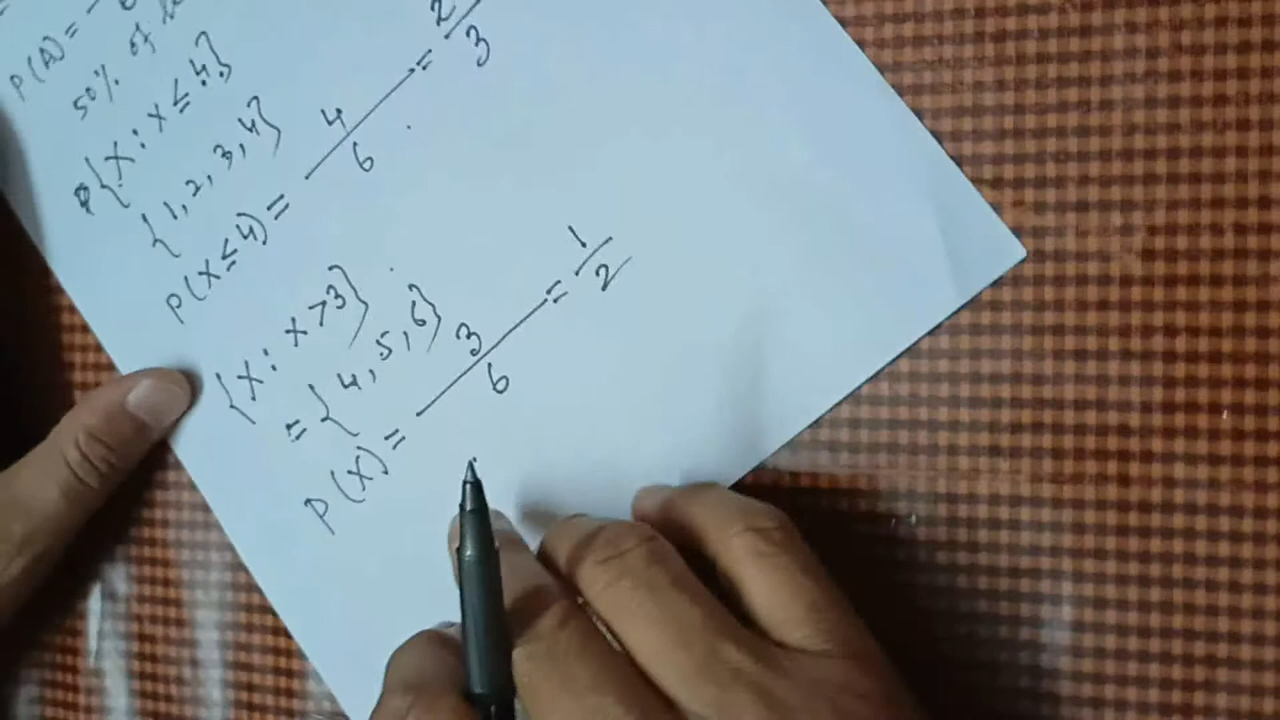 P(A) =
50% of
P{X : X ≤ 4}
{1, 2, 3, 4}
P(X ≤ 4) = 4/6 = 2/3
{X : x > 3}
= {4, 5, 6}
P(X) = 3/6 = 1/2